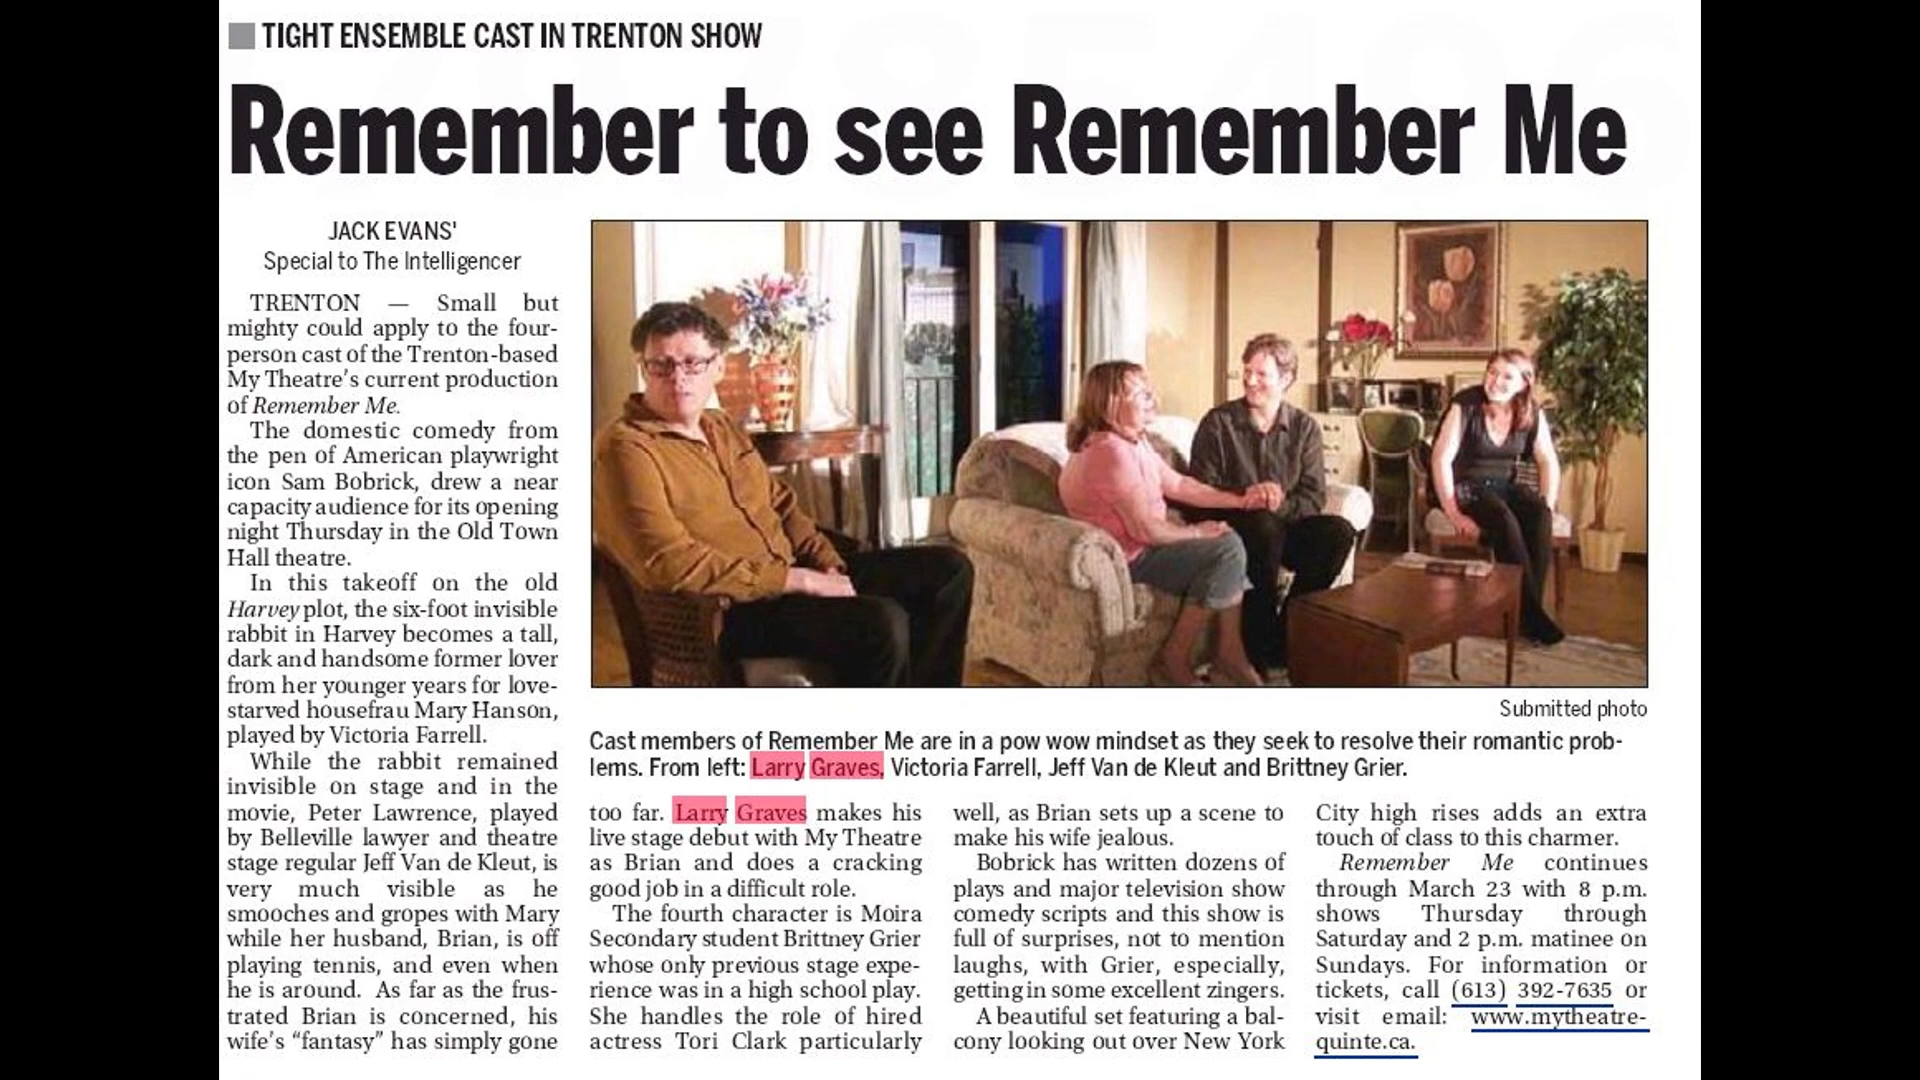 TIGHT ENSEMBLE CAST IN TRENTON SHOW
Remember to see Remember Me
JACK EVANS'
Special to The Intelligencer
TRENTON — Small but
mighty could apply to the four-
person cast of the Trenton-based
My Theatre's current production
of Remember Me.
The domestic comedy from
the pen of American playwright
icon Sam Bobrick, drew a near
capacity audience for its opening
night Thursday in the Old Town
Hall theatre.
In this takeoff on the old
Harvey plot, the six-foot invisible
rabbit in Harvey becomes a tall,
dark and handsome former lover
from her younger years for love-
starved housefrau Mary Hanson,
played by Victoria Farrell.
While the rabbit remained
invisible on stage and in the
movie, Peter Lawrence, played
by Belleville lawyer and theatre
stage regular Jeff Van de Kleut, is
very much visible as he
smooches and gropes with Mary
while her husband, Brian, is off
playing tennis, and even when
he is around. As far as the frus-
trated Brian is concerned, his
wife's “fantasy” has simply gone
Submitted photo
Cast members of Remember Me are in a pow wow mindset as they seek to resolve their romantic prob-
lems. From left: Larry Graves, Victoria Farrell, Jeff Van de Kleut and Brittney Grier.
too far. Larry Graves makes his
live stage debut with My Theatre
as Brian and does a cracking
good job in a difficult role.
The fourth character is Moira
Secondary student Brittney Grier
whose only previous stage expe-
rience was in a high school play.
She handles the role of hired
actress Tori Clark particularly
well, as Brian sets up a scene to
make his wife jealous.
Bobrick has written dozens of
plays and major television show
comedy scripts and this show is
full of surprises, not to mention
laughs, with Grier, especially,
getting in some excellent zingers.
A beautiful set featuring a bal-
cony looking out over New York
City high rises adds an extra
touch of class to this charmer.
Remember Me continues
through March 23 with 8 p.m.
shows Thursday through
Saturday and 2 p.m. matinee on
Sundays. For information or
tickets, call (613) 392-7635 or
visit email: www.mytheatre-
quinte.ca.